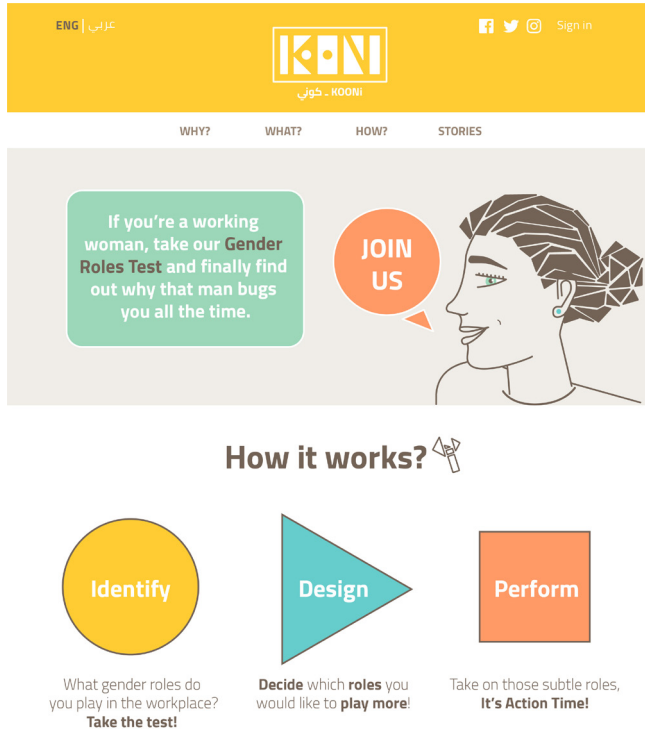 ENG | عربي
Sign in
KONI
كوني - KOONi
WHY? WHAT? HOW? STORIES
If you're a working
woman, take our Gender
Roles Test and finally find
out why that man bugs
you all the time.
JOIN
US
How it works?
Identify
What gender roles do
you play in the workplace?
Take the test!
Design
Decide which roles you
would like to play more!
Perform
Take on those subtle roles,
It's Action Time!